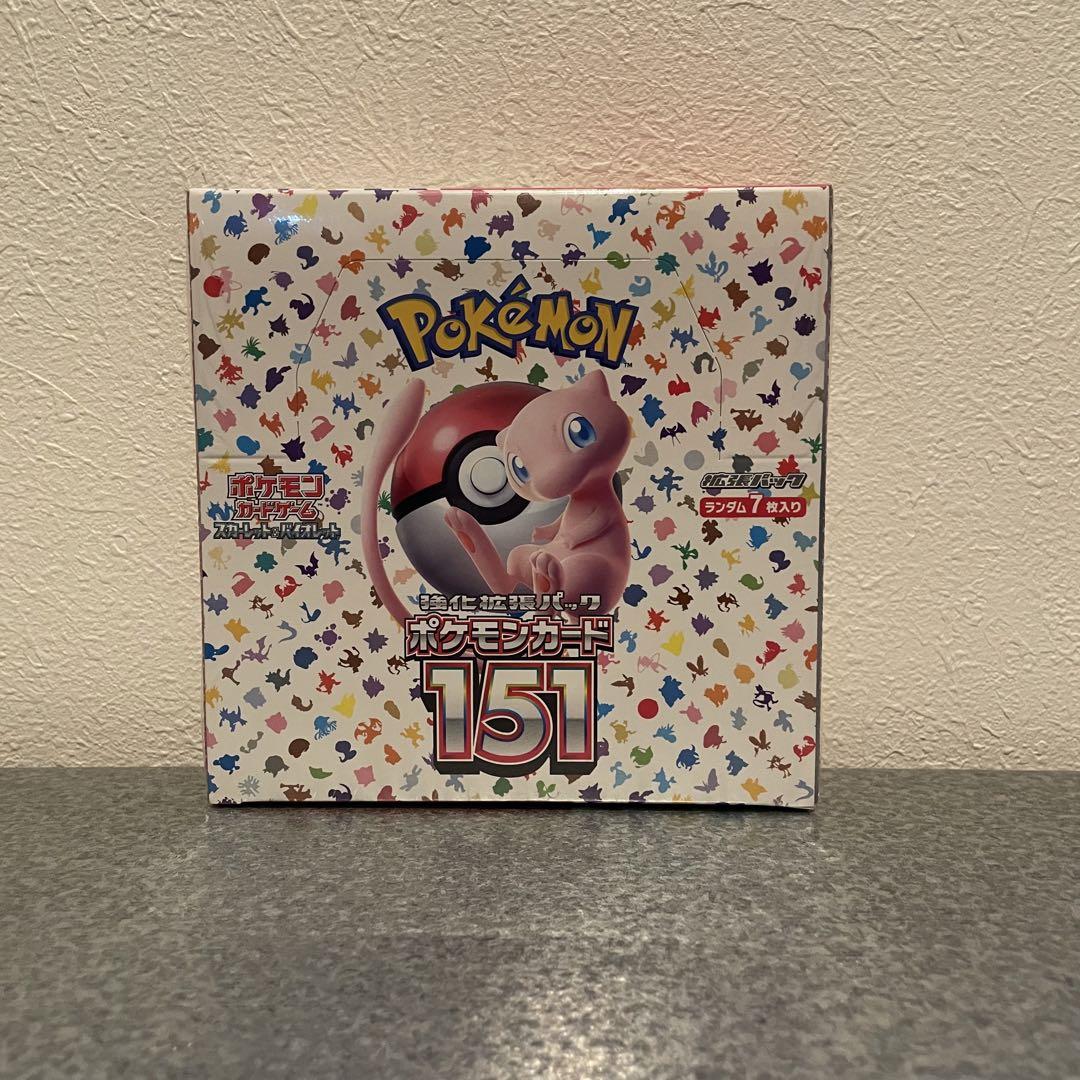 POKéMON
TM
ポケモン
カードゲーム
スカーレット&バイオレット
拡張パック
ランダム7枚入り
強化拡張パック
ポケモンカード
151